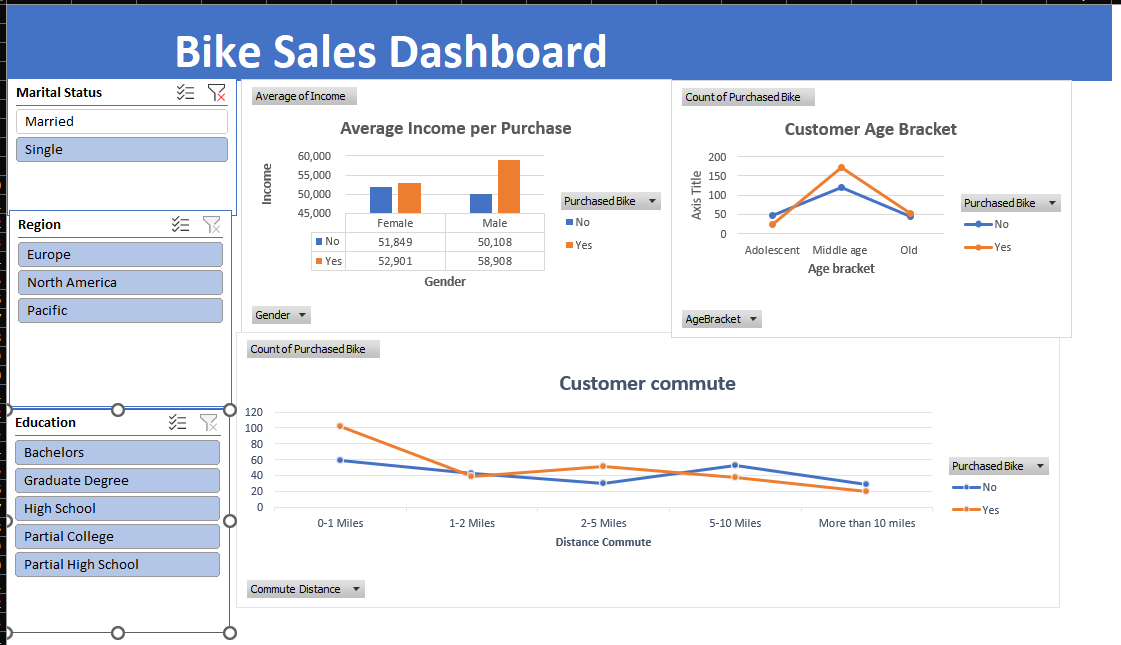 Bike Sales Dashboard
Marital Status
Married
Single
Region
Europe
North America
Pacific
Education
Bachelors
Graduate Degree
High School
Partial College
Partial High School
Average of Income
Average Income per Purchase
Income
60,000
55,000
50,000
45,000
Female Male
No 51,849 50,108
Yes 52,901 58,908
Gender
Purchased Bike
No
Yes
Gender
Count of Purchased Bike
Customer Age Bracket
Axis Title
200
150
100
50
0
Adolescent Middle age Old
Age bracket
Purchased Bike
No
Yes
AgeBracket
Count of Purchased Bike
Customer commute
120
100
80
60
40
20
0
0-1 Miles 1-2 Miles 2-5 Miles 5-10 Miles More than 10 miles
Distance Commute
Purchased Bike
No
Yes
Commute Distance